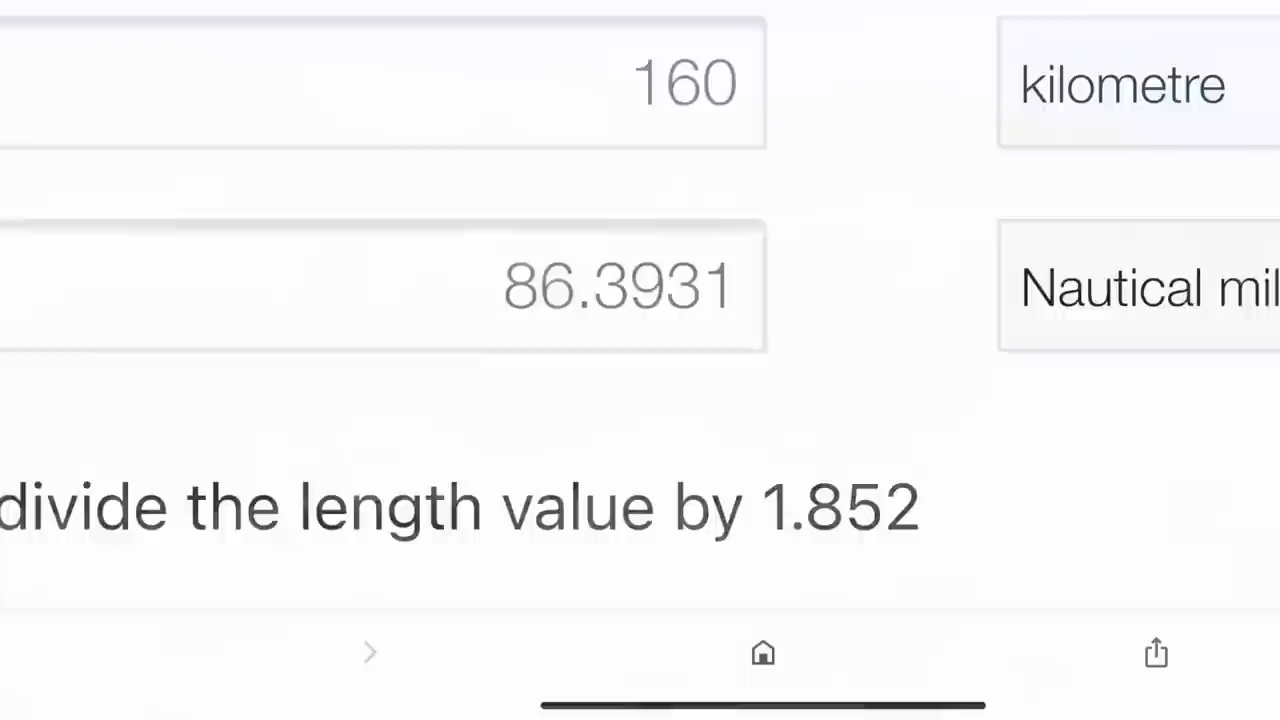 160 kilometre
86.3931 Nautical mil
divide the length value by 1.852